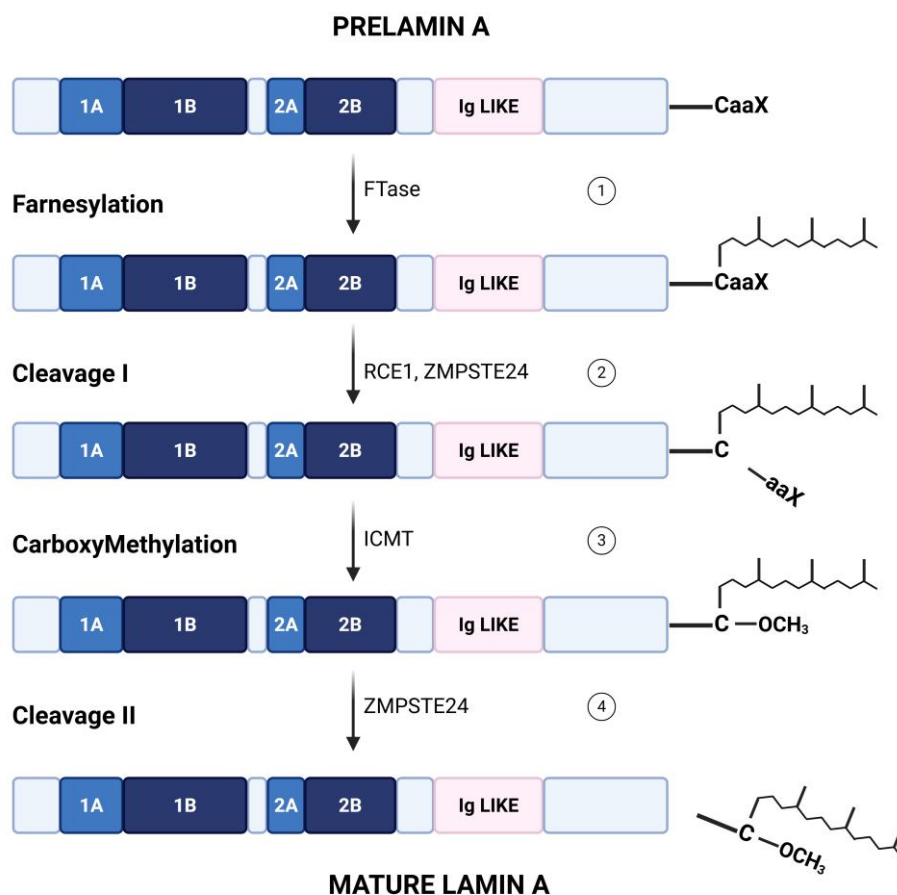 PRELAMIN A
1A 1B 2A 2B Ig LIKE CaaX
FTase 1
Farnesylation
1A 1B 2A 2B Ig LIKE CaaX
Cleavage I RCE1, ZMPSTE24 2
1A 1B 2A 2B Ig LIKE C
aaX
CarboxyMethylation ICMT 3
1A 1B 2A 2B Ig LIKE C OCH₃
Cleavage II ZMPSTE24 4
1A 1B 2A 2B Ig LIKE C OCH₃
MATURE LAMIN A